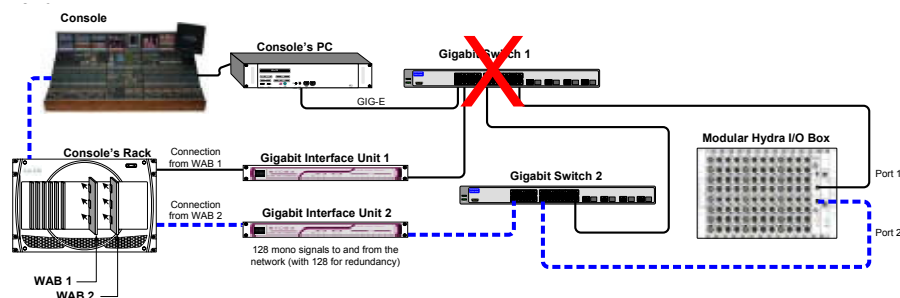 Console
Console's PC
Gigabit Switch 1
GIG-E
Modular Hydra I/O Box
Console's Rack
Connection
from WAB 1
Gigabit Interface Unit 1
Gigabit Switch 2
Port 1
Connection
from WAB 2
Gigabit Interface Unit 2
Port 2
128 mono signals to and from the
network (with 128 for redundancy)
WAB 1
WAB 2